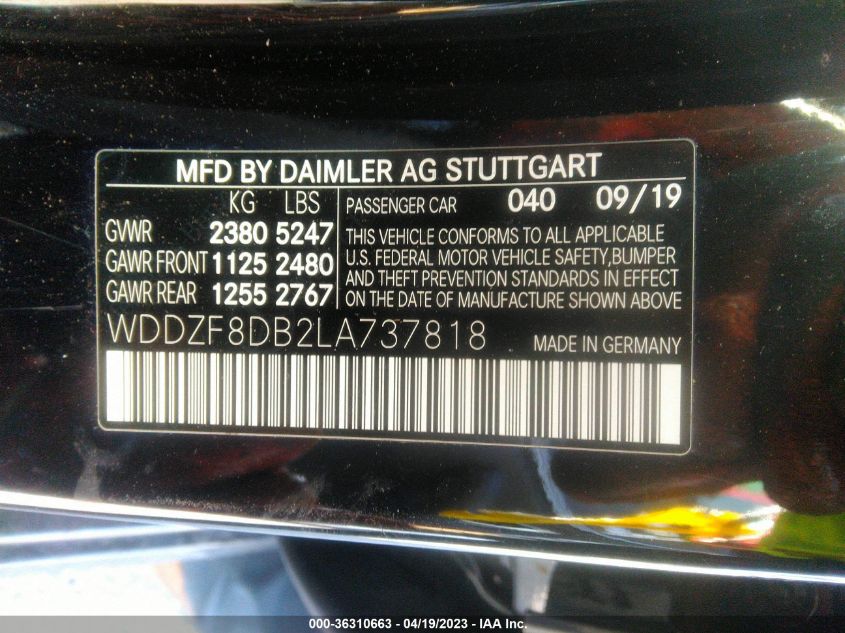 MFD BY DAIMLER AG STUTTGART
KG LBS
GVWR 2380 5247
GAWR FRONT 1125 2480
GAWR REAR 1255 2767
PASSENGER CAR 040 09/19
THIS VEHICLE CONFORMS TO ALL APPLICABLE
U.S. FEDERAL MOTOR VEHICLE SAFETY,BUMPER
AND THEFT PREVENTION STANDARDS IN EFFECT
ON THE DATE OF MANUFACTURE SHOWN ABOVE
WDDZF8DB2LA737818
MADE IN GERMANY
000-36310663 - 04/19/2023 - IAA Inc.